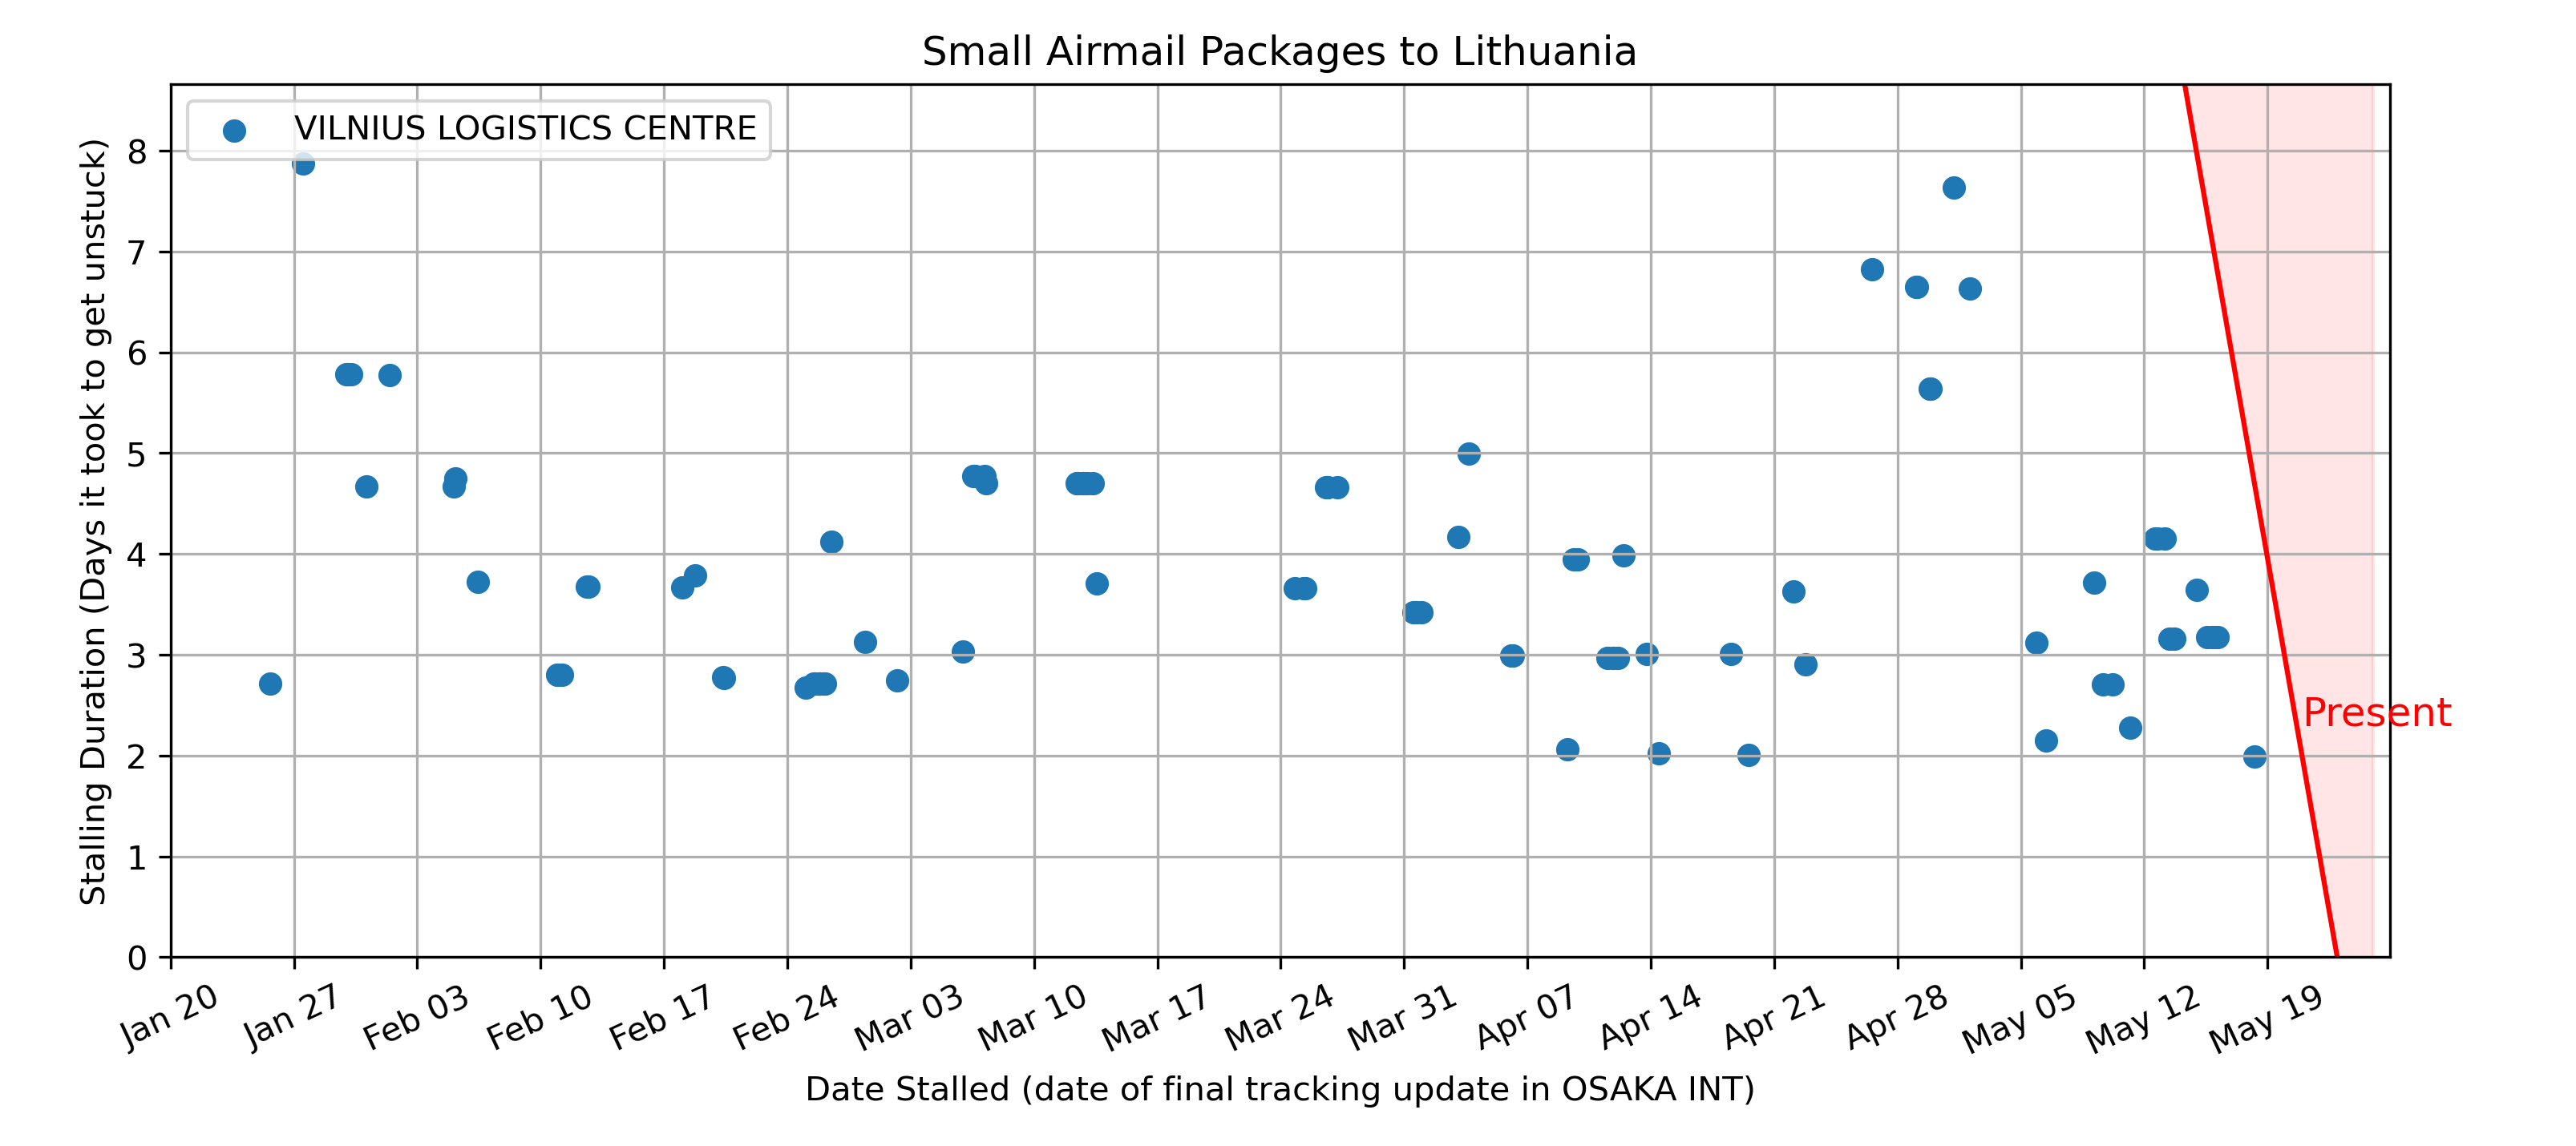 Small Airmail Packages to Lithuania
VILNIUS LOGISTICS CENTRE
Stalling Duration (Days it took to get unstuck)
8
7
6
5
4
3
2
1
0
Present
Jan 20
Jan 27
Feb 03
Feb 10
Feb 17
Feb 24
Mar 03
Mar 10
Mar 17
Mar 24
Mar 31
Apr 07
Apr 14
Apr 21
Apr 28
May 05
May 12
May 19
Date Stalled (date of final tracking update in OSAKA INT)